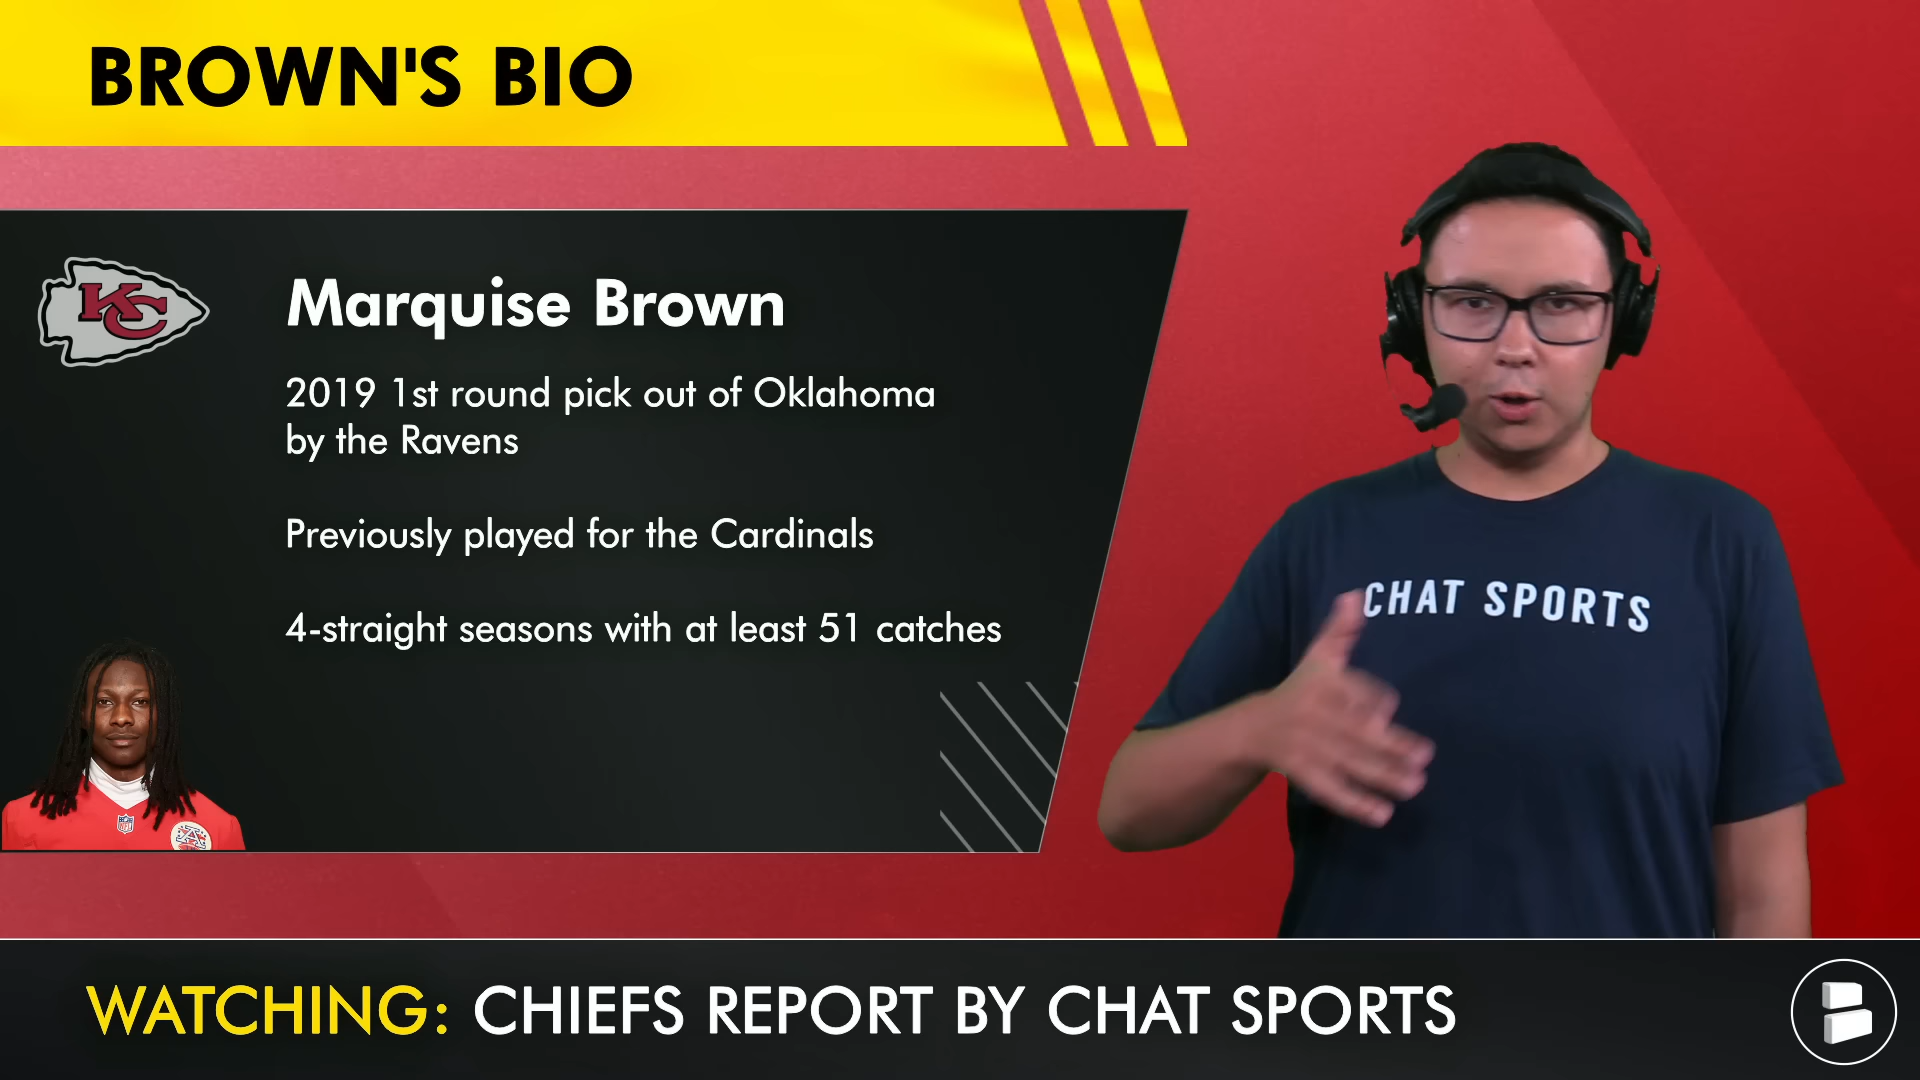 BROWN'S BIO
KC
Marquise Brown
2019 1st round pick out of Oklahoma
by the Ravens
Previously played for the Cardinals
4-straight seasons with at least 51 catches
CHAT SPORTS
WATCHING: CHIEFS REPORT BY CHAT SPORTS